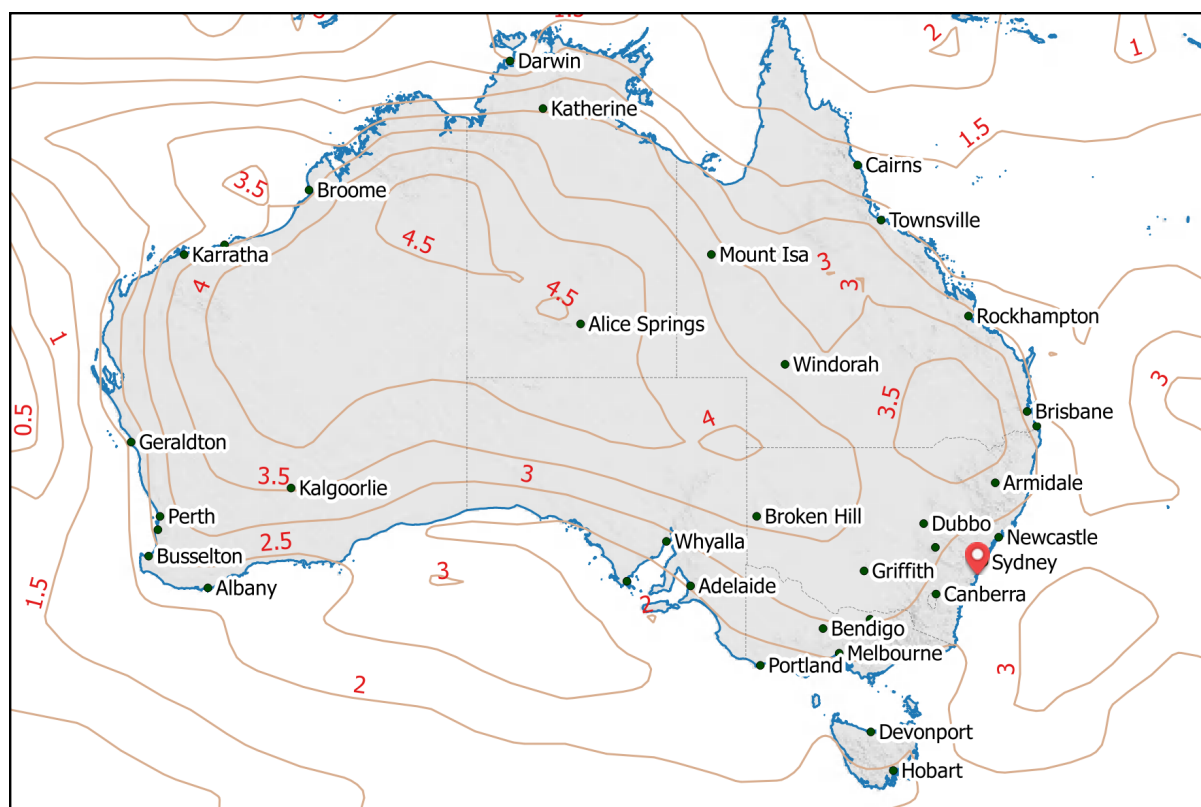 1.5
2
1
Darwin
Katherine
1.5
Cairns
3.5
Broome
Townsville
4.5
Karratha
Mount Isa
3
4
4.5
3
Alice Springs
Rockhampton
1
Windorah
3
3.5
0.5
4
Brisbane
Geraldton
3.5
3
Kalgoorlie
Armidale
Perth
Broken Hill
Dubbo
2.5
Whyalla
Newcastle
Busselton
Sydney
3
Griffith
1.5
Albany
Adelaide
Canberra
2
Bendigo
Melbourne
Portland
3
2
Devonport
Hobart